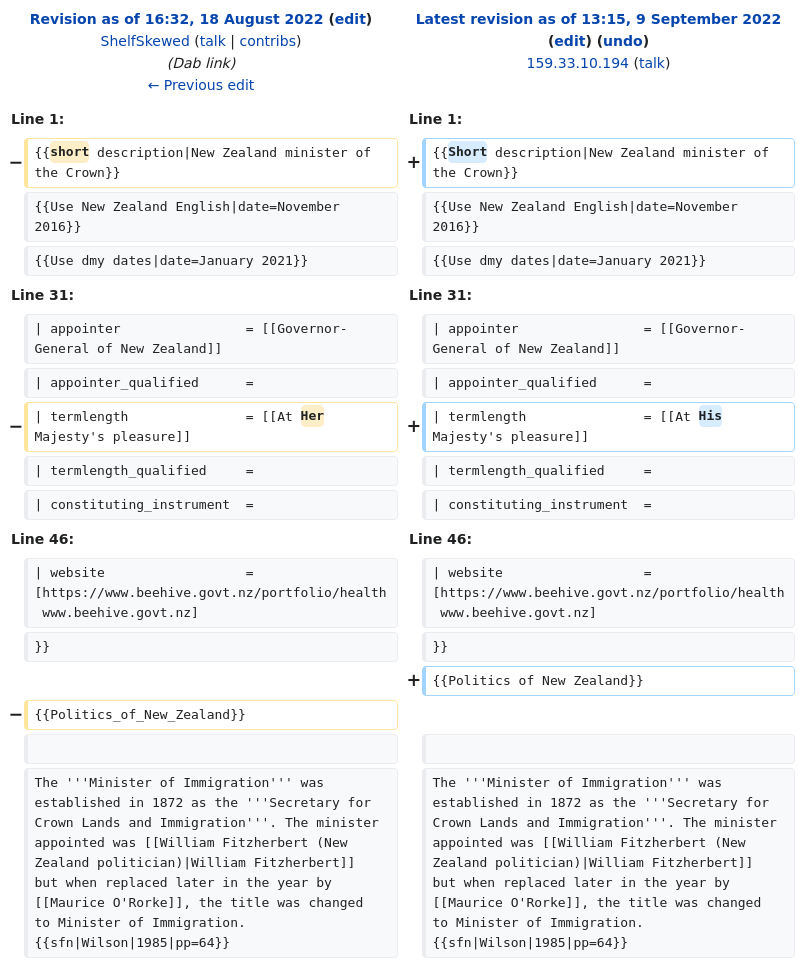 Revision as of 16:32, 18 August 2022 (edit)
ShelfSkewed (talk | contribs)
(Dab link)
← Previous edit
Latest revision as of 13:15, 9 September 2022
(edit) (undo)
159.33.10.194 (talk)
Line 1:
Line 1:
− {{short description|New Zealand minister of
the Crown}}
+ {{Short description|New Zealand minister of
the Crown}}
{{Use New Zealand English|date=November
2016}}
{{Use New Zealand English|date=November
2016}}
{{Use dmy dates|date=January 2021}}
{{Use dmy dates|date=January 2021}}
Line 31:
Line 31:
| appointer                = [[Governor-
General of New Zealand]]
| appointer                = [[Governor-
General of New Zealand]]
| appointer_qualified      =
| appointer_qualified      =
− | termlength               = [[At Her
Majesty's pleasure]]
+ | termlength               = [[At His
Majesty's pleasure]]
| termlength_qualified     =
| termlength_qualified     =
| constituting_instrument  =
| constituting_instrument  =
Line 46:
Line 46:
| website                  =
[https://www.beehive.govt.nz/portfolio/health
www.beehive.govt.nz]
| website                  =
[https://www.beehive.govt.nz/portfolio/health
www.beehive.govt.nz]
}}
}}
+ {{Politics of New Zealand}}
− {{Politics_of_New_Zealand}}
The '''Minister of Immigration''' was
established in 1872 as the '''Secretary for
Crown Lands and Immigration'''. The minister
appointed was [[William Fitzherbert (New
Zealand politician)|William Fitzherbert]]
but when replaced later in the year by
[[Maurice O'Rorke]], the title was changed
to Minister of Immigration.
{{sfn|Wilson|1985|pp=64}}
The '''Minister of Immigration''' was
established in 1872 as the '''Secretary for
Crown Lands and Immigration'''. The minister
appointed was [[William Fitzherbert (New
Zealand politician)|William Fitzherbert]]
but when replaced later in the year by
[[Maurice O'Rorke]], the title was changed
to Minister of Immigration.
{{sfn|Wilson|1985|pp=64}}